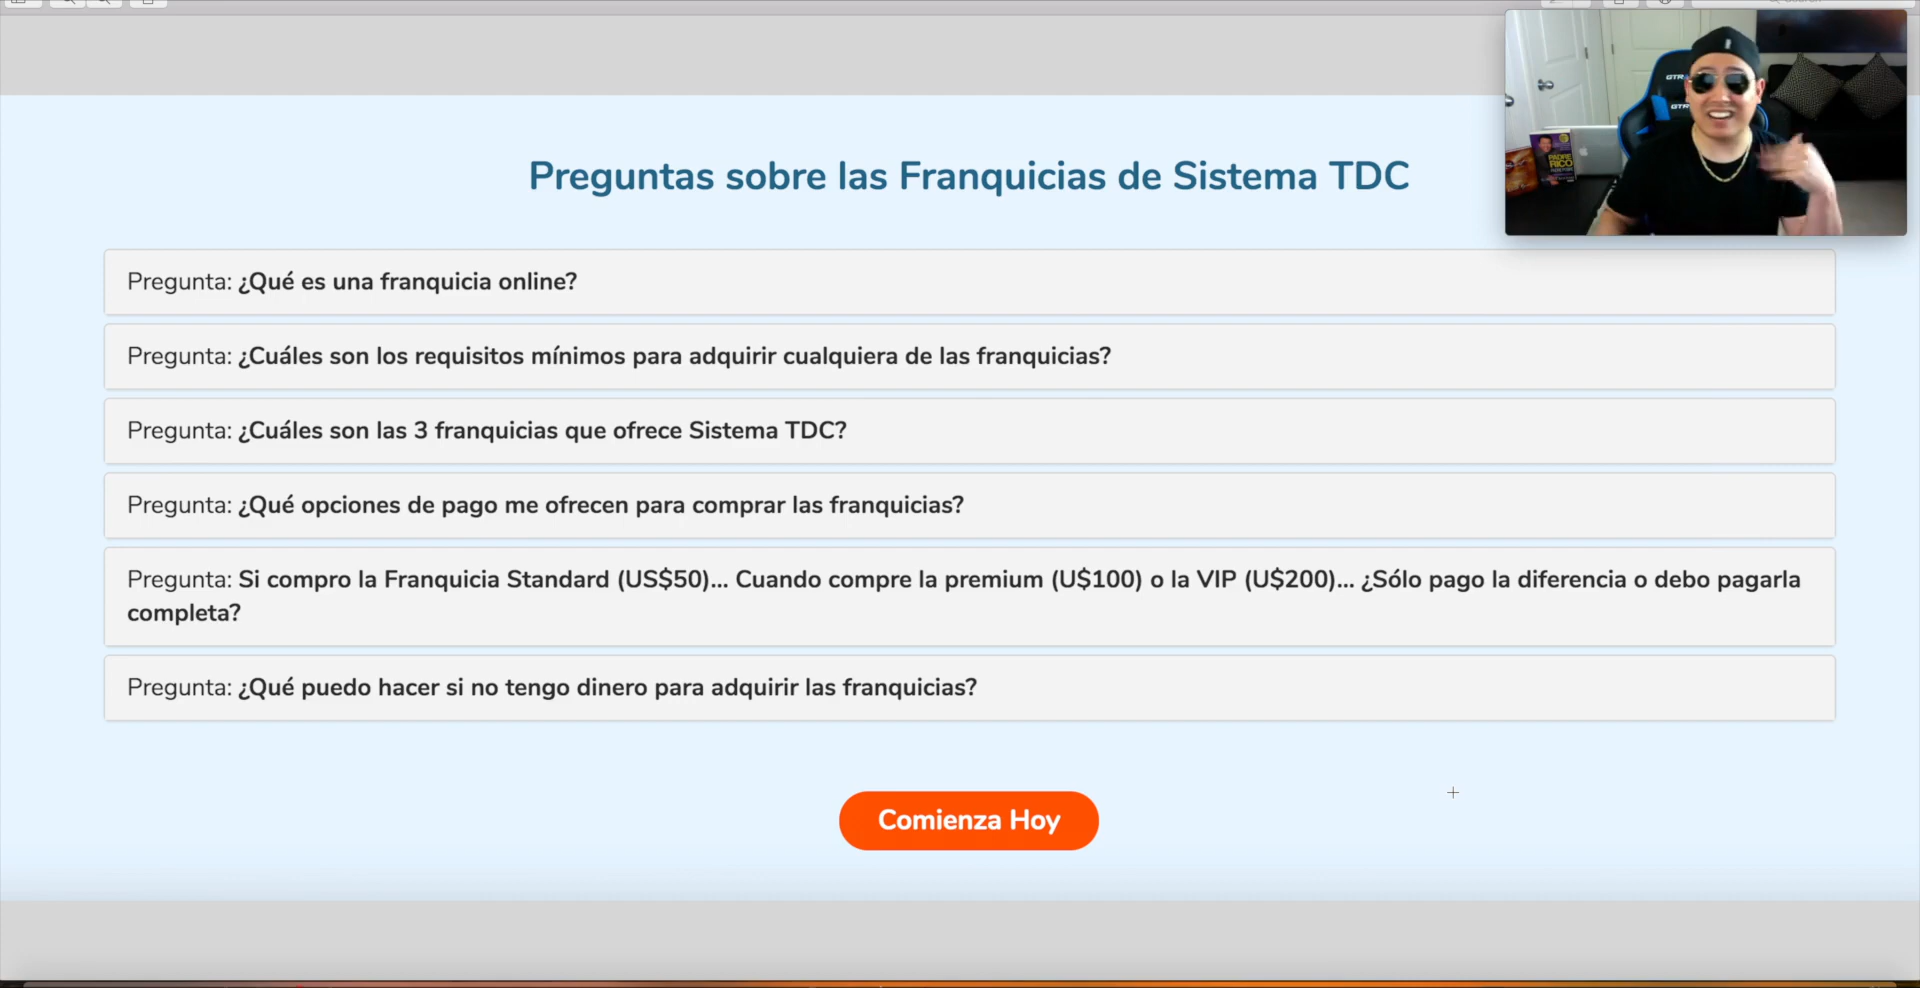 Preguntas sobre las Franquicias de Sistema TDC
GTR
GTR
PADRE
RICO
Pregunta: ¿Qué es una franquicia online?
Pregunta: ¿Cuáles son los requisitos mínimos para adquirir cualquiera de las franquicias?
Pregunta: ¿Cuáles son las 3 franquicias que ofrece Sistema TDC?
Pregunta: ¿Qué opciones de pago me ofrecen para comprar las franquicias?
Pregunta: Si compro la Franquicia Standard (US$50)... Cuando compre la premium (U$100) o la VIP (U$200)... ¿Sólo pago la diferencia o debo pagarla
completa?
Pregunta: ¿Qué puedo hacer si no tengo dinero para adquirir las franquicias?
Comienza Hoy